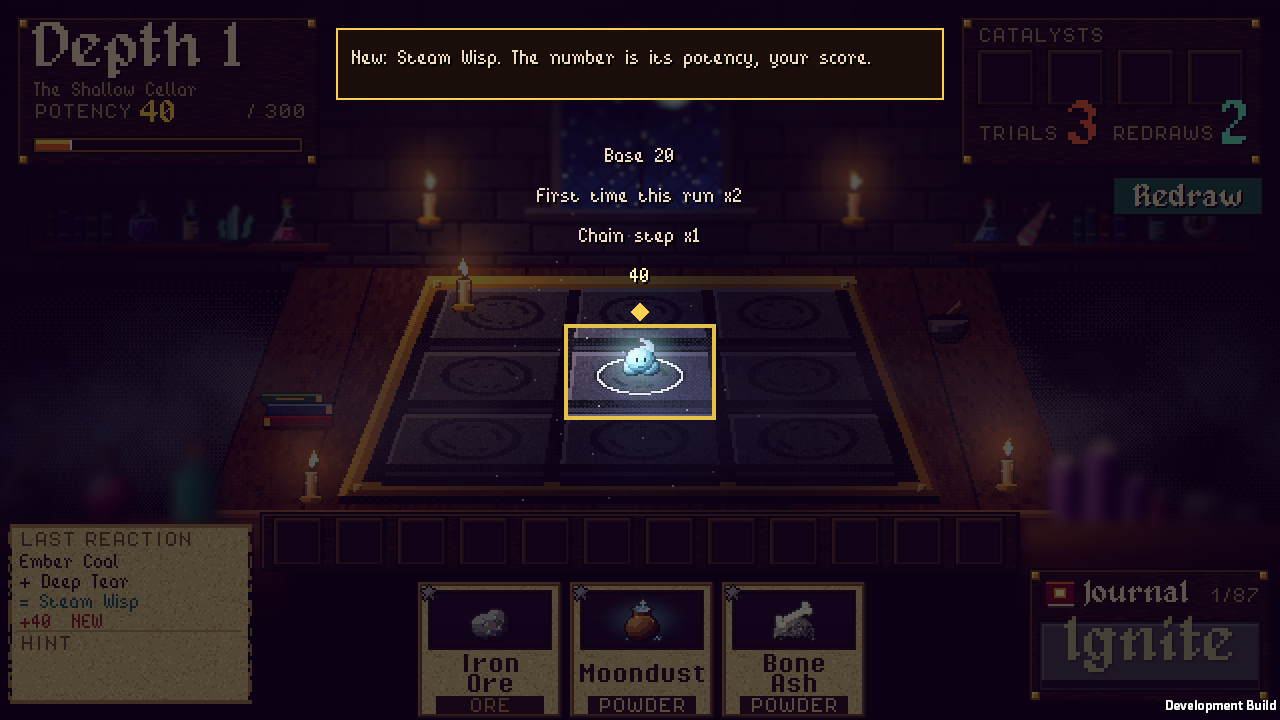 Depth 1
The Shallow Cellar
POTENCY 40 / 300
New: Steam Wisp. The number is its potency, your score.
CATALYSTS
TRIALS 3 REDRAWS 2
Redraw
Base 20
First time this run x2
Chain step x1
40
LAST REACTION
Ember Coal
+ Deep Tear
= Steam Wisp
+40 NEW
HINT
Iron
Ore
ORE
Moondust
POWDER
Bone
Ash
POWDER
Journal 1/87
Ignite
Development Build